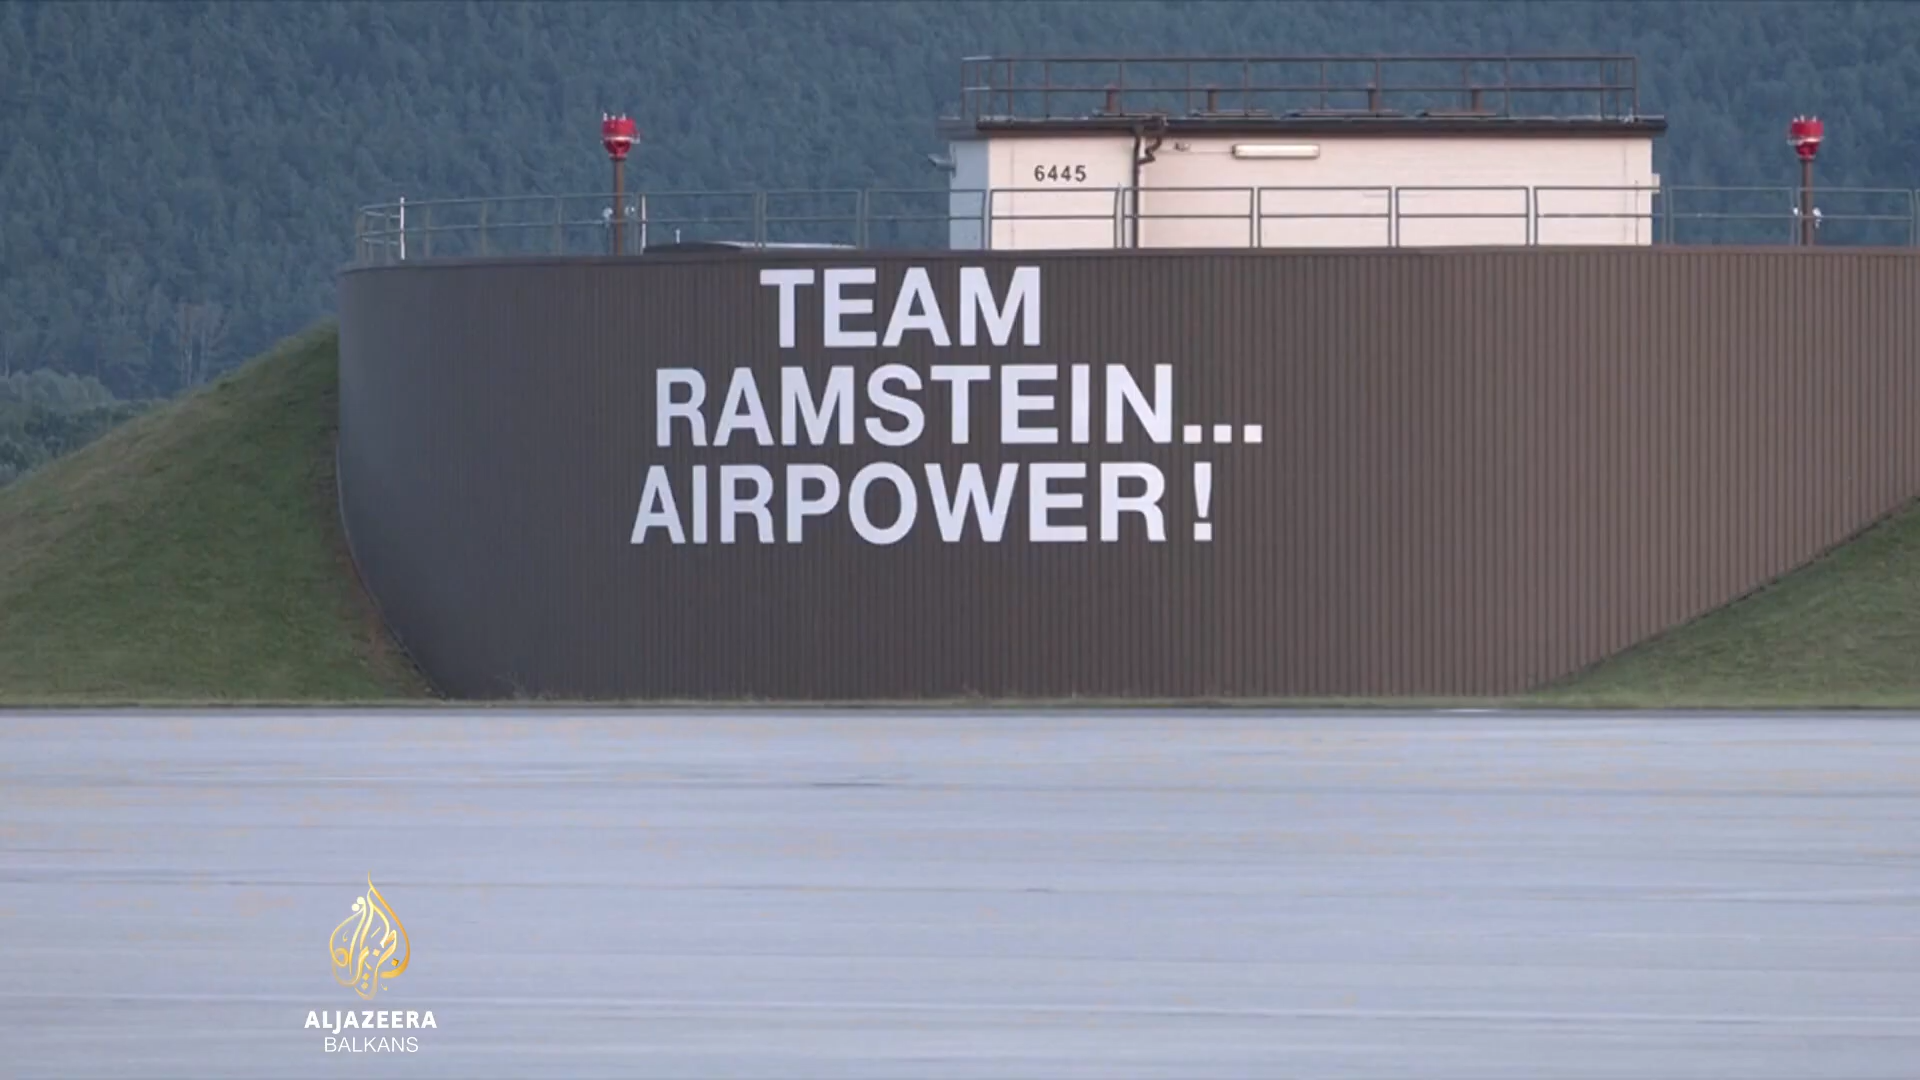 6445
TEAM
RAMSTEIN...
AIRPOWER!
ALJAZEERA
BALKANS